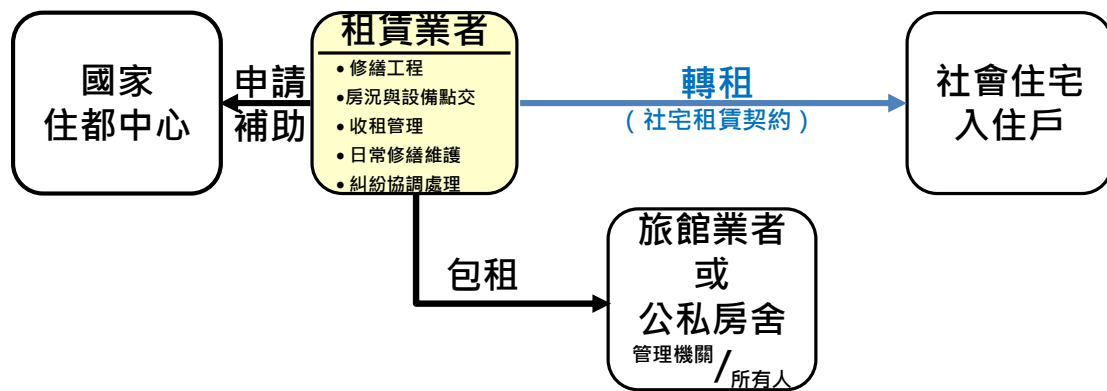 國家
住都中心
申請
補助
租賃業者
• 修繕工程
•房況與設備點交
• 收租管理
• 日常修繕維護
• 糾紛協調處理
轉租
(社宅租賃契約)
社會住宅
入住戶
包租
旅館業者
或
公私房舍
管理機關/所有人